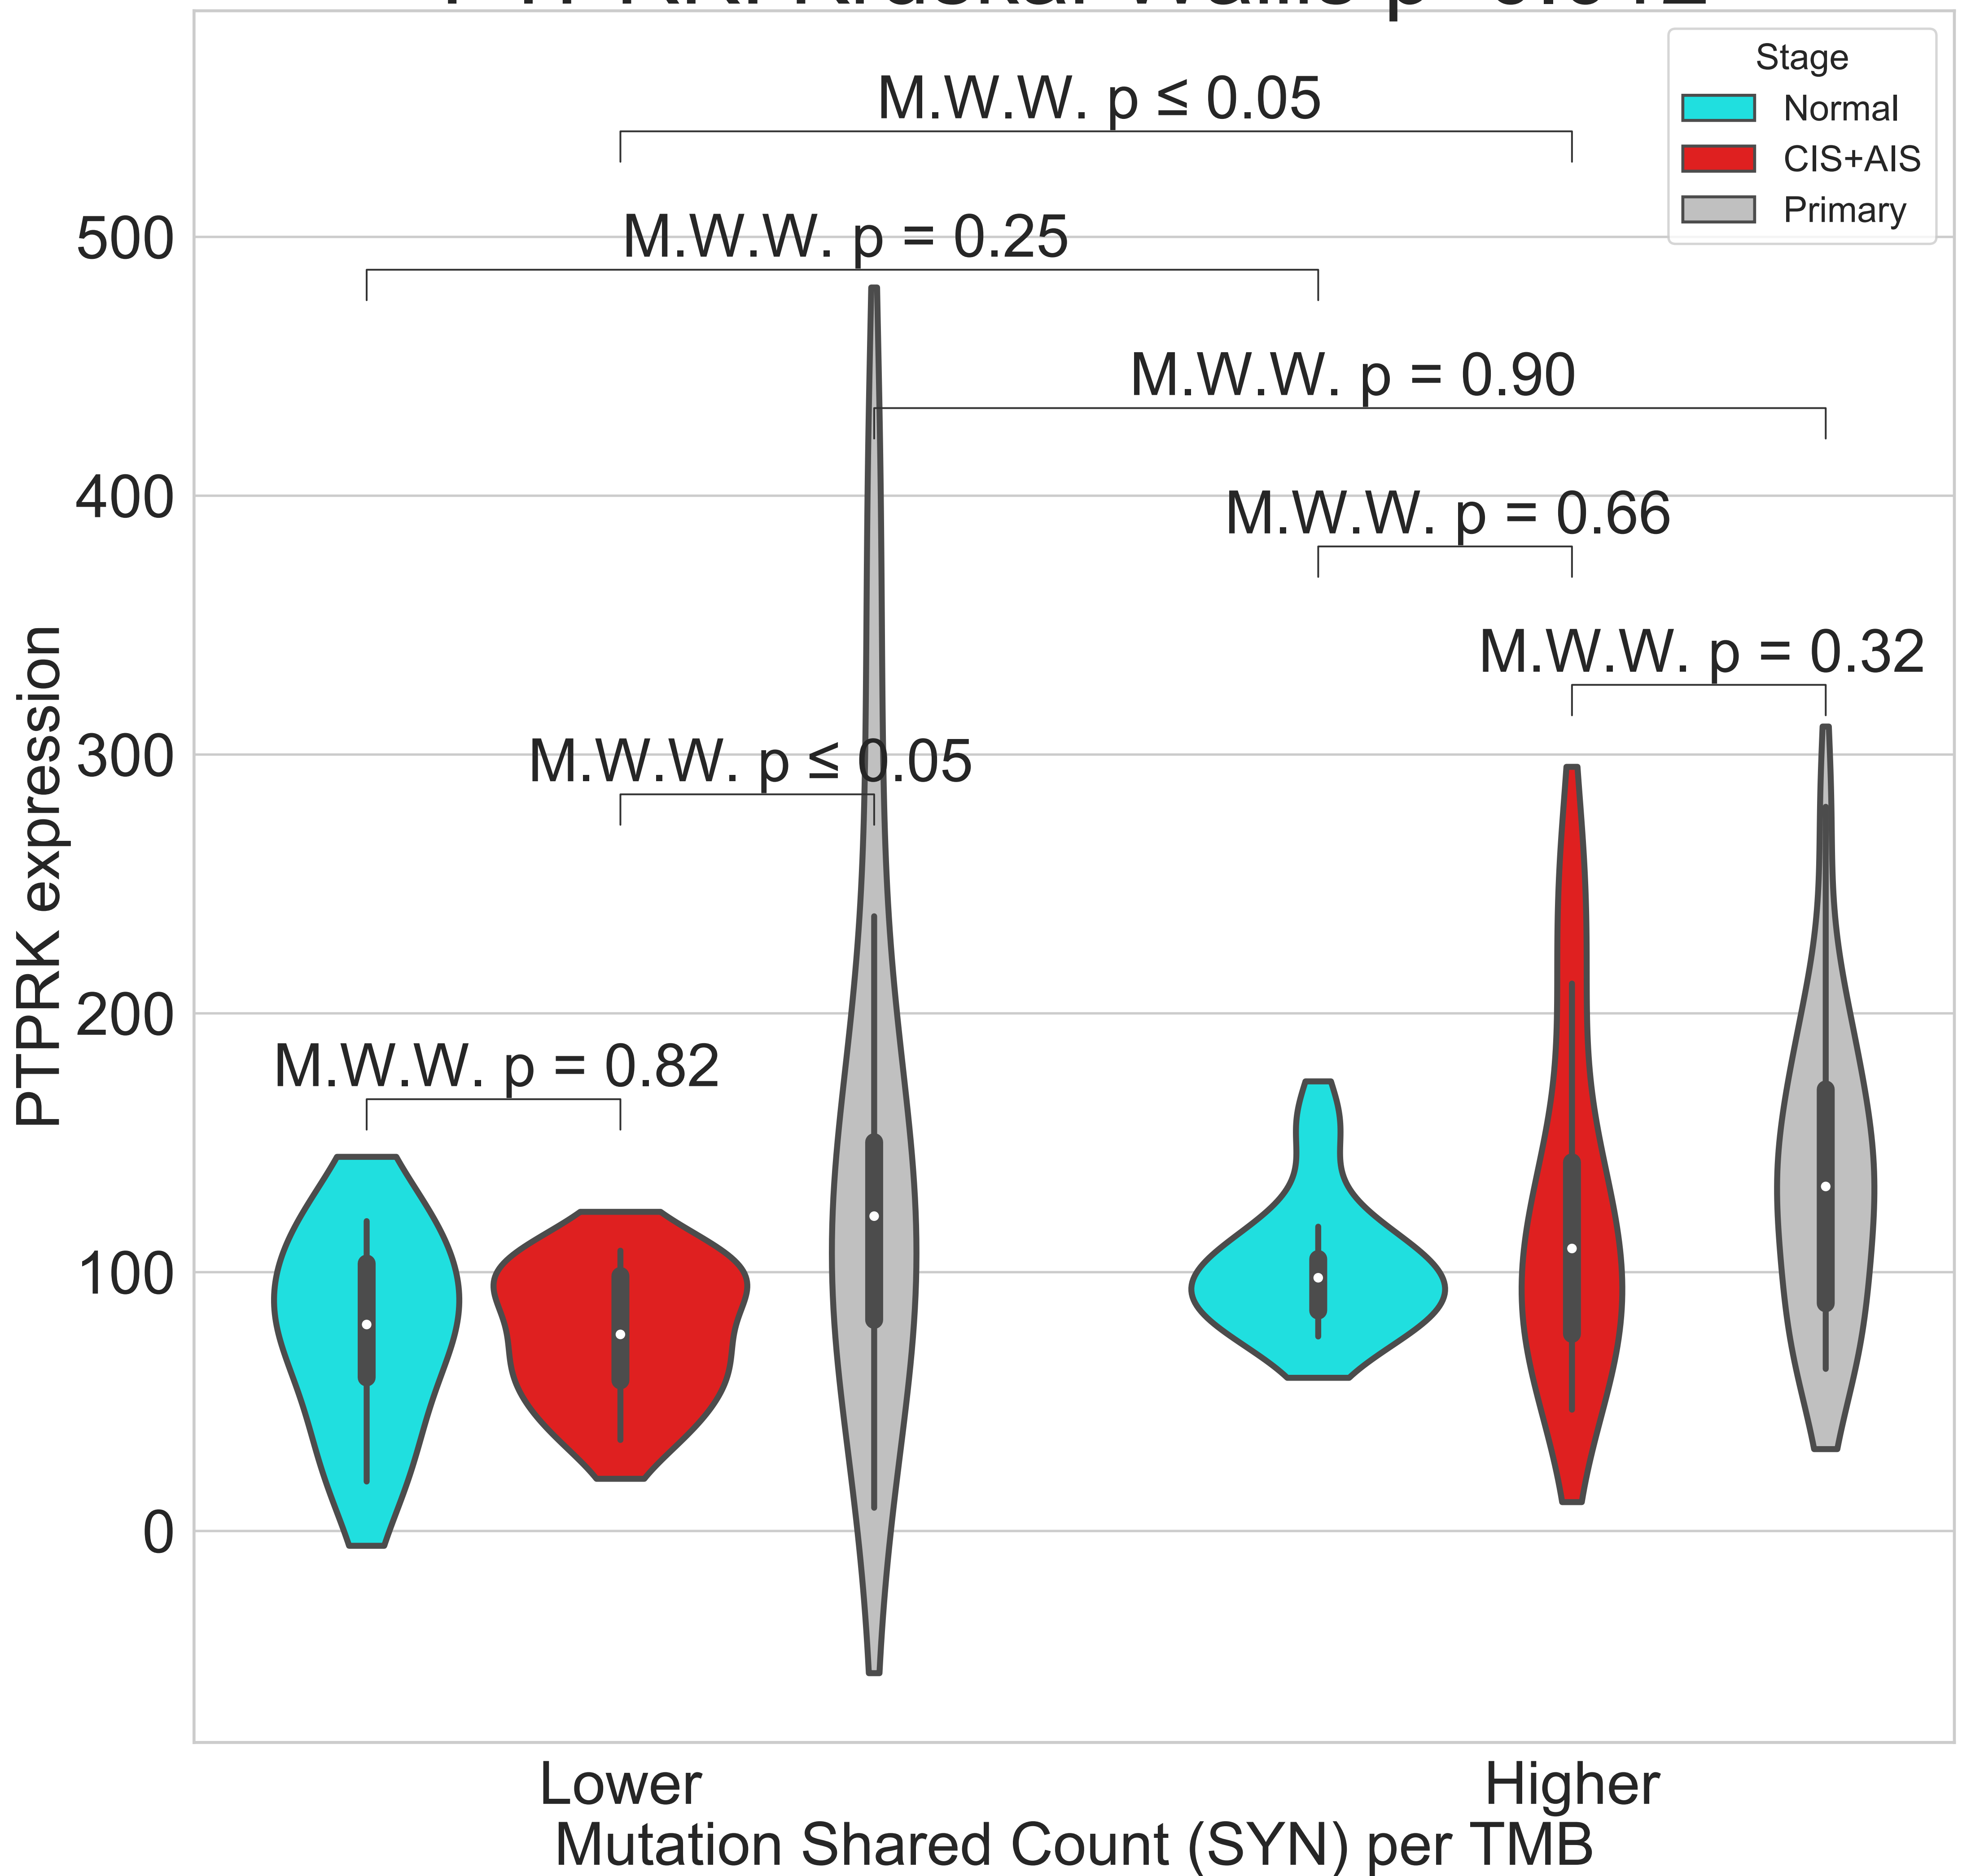 M.W.W. p ≤ 0.05
Stage
Normal
CIS+AIS
Primary
M.W.W. p = 0.25
M.W.W. p = 0.90
M.W.W. p = 0.66
M.W.W. p = 0.32
M.W.W. p ≤ 0.05
M.W.W. p = 0.82
PTPRK expression
500
400
300
200
100
0
Lower
Higher
Mutation Shared Count (SYN) per TMB